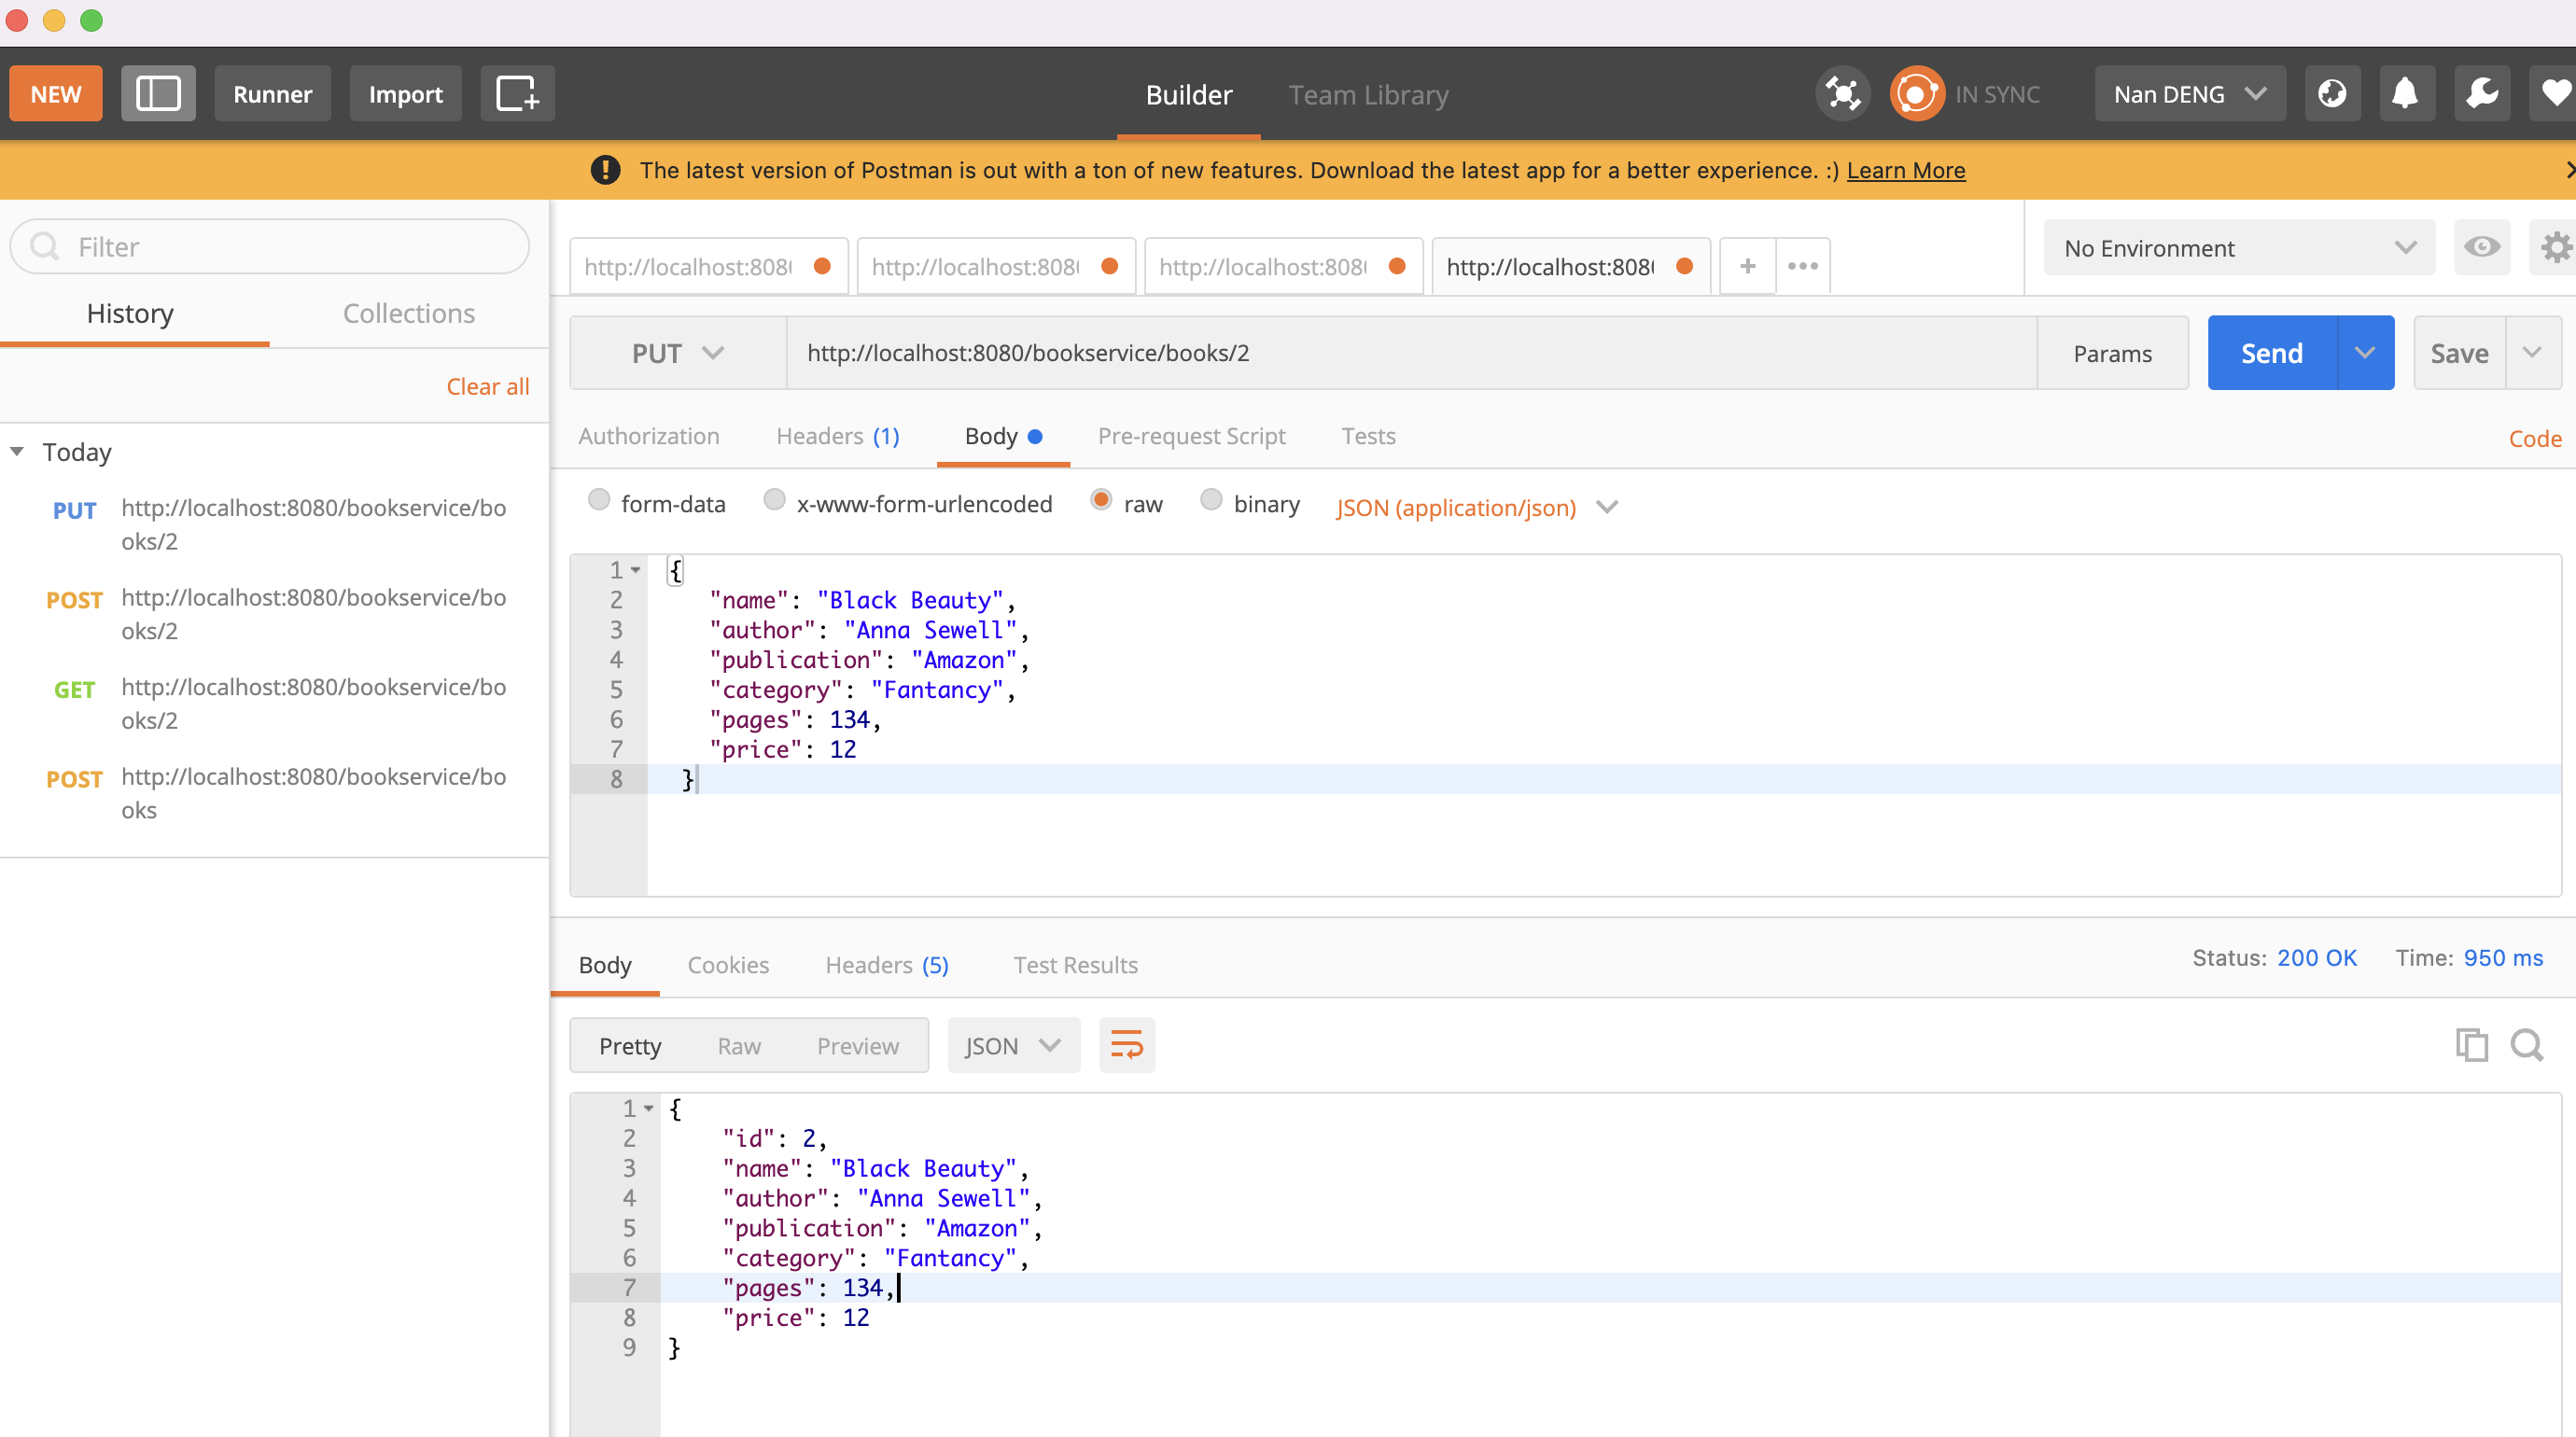 NEW
Runner
Import
Builder
Team Library
IN SYNC
Nan DENG
The latest version of Postman is out with a ton of new features. Download the latest app for a better experience. :) Learn More
Filter
History
Collections
Clear all
Today
PUT http://localhost:8080/bookservice/bo
oks/2
POST http://localhost:8080/bookservice/bo
oks/2
GET http://localhost:8080/bookservice/bo
oks/2
POST http://localhost:8080/bookservice/bo
oks
http://localhost:808
http://localhost:808
http://localhost:808
http://localhost:808
No Environment
PUT
http://localhost:8080/bookservice/books/2
Params
Send
Save
Authorization
Headers (1)
Body
Pre-request Script
Tests
Code
form-data
x-www-form-urlencoded
raw
binary
JSON (application/json)
1 {
2 "name": "Black Beauty",
3 "author": "Anna Sewell",
4 "publication": "Amazon",
5 "category": "Fantancy",
6 "pages": 134,
7 "price": 12
8 }
Body
Cookies
Headers (5)
Test Results
Status: 200 OK
Time: 950 ms
Pretty
Raw
Preview
JSON
1 {
2 "id": 2,
3 "name": "Black Beauty",
4 "author": "Anna Sewell",
5 "publication": "Amazon",
6 "category": "Fantancy",
7 "pages": 134,
8 "price": 12
9 }